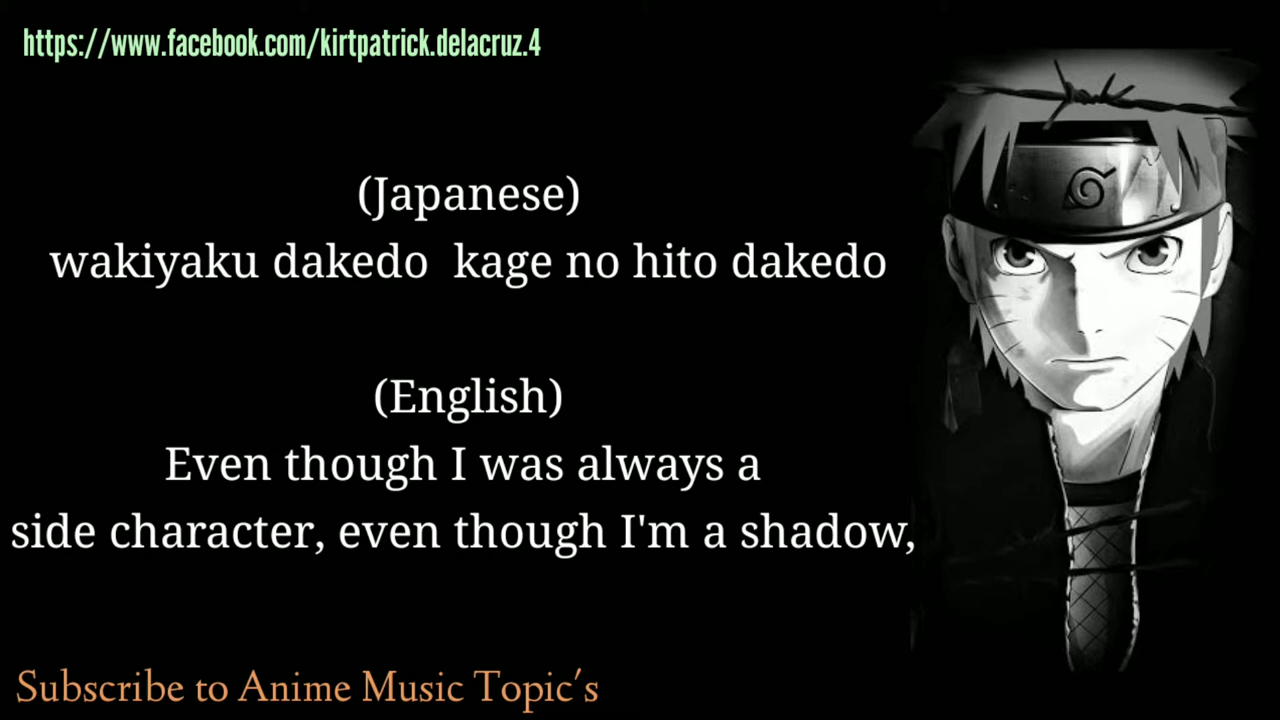 https://www.facebook.com/kirtpatrick.delacruz.4
(Japanese)
wakiyaku dakedo kage no hito dakedo
(English)
Even though I was always a
side character, even though I'm a shadow,
Subscribe to Anime Music Topic's